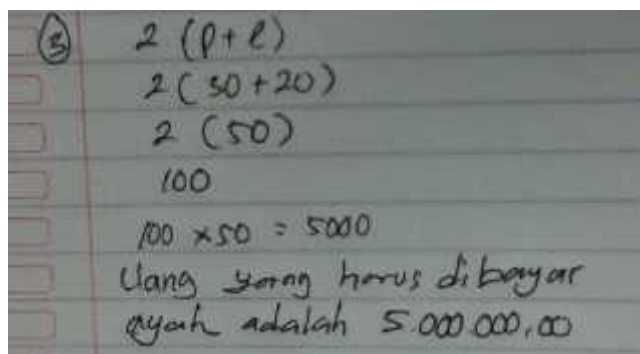 ③ 2 (p + l)
2 (30 + 20)
2 (50)
100
100 × 50 = 5000
Uang yang harus dibayar
ayah adalah 5.000.000,00